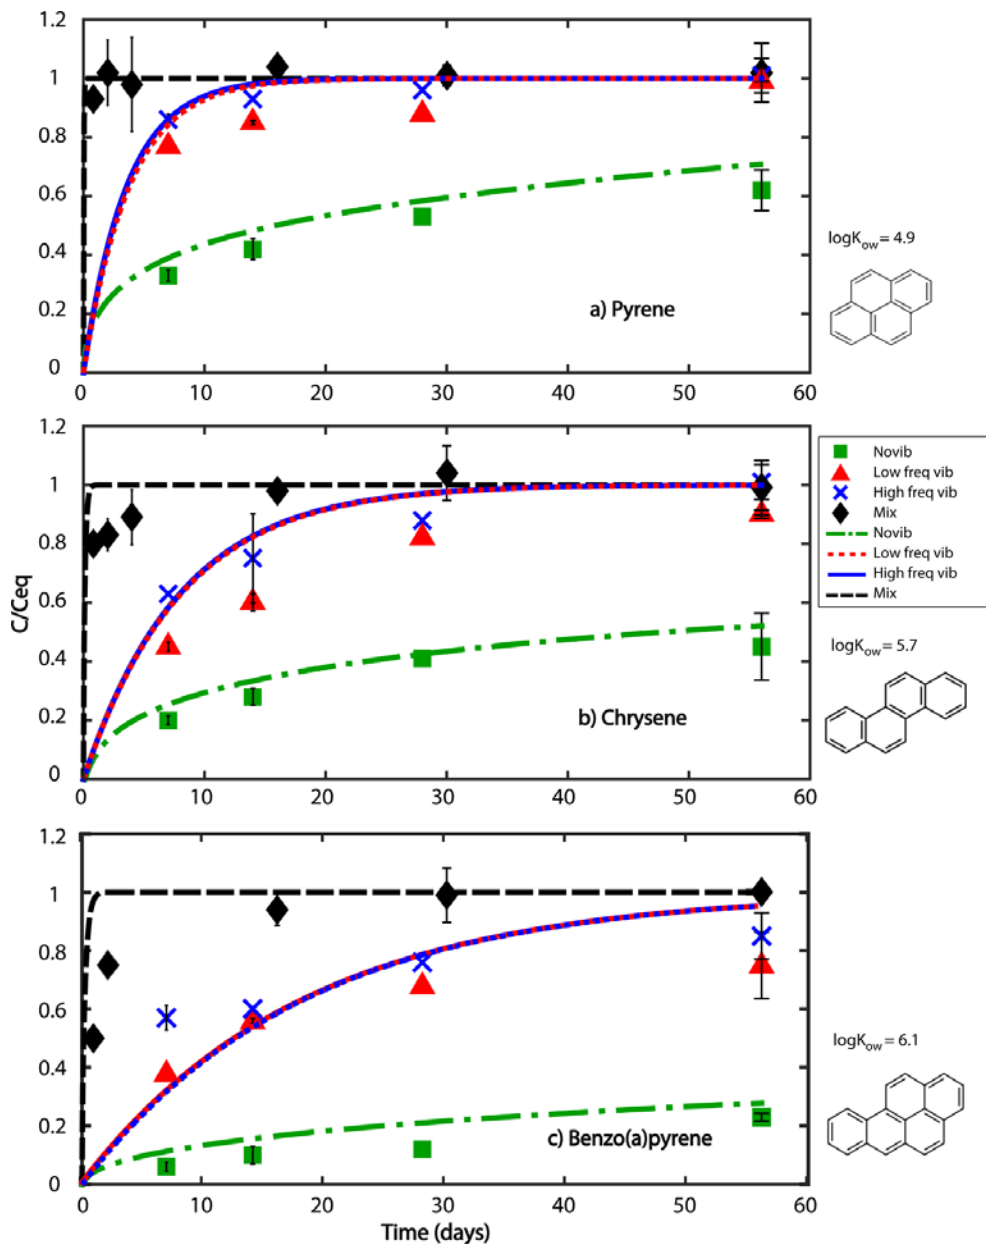 1.2
1
0.8
0.6
0.4
0.2
0
a) Pyrene
0 10 20 30 40 50 60
logKow = 4.9
1.2
1
0.8
0.6
0.4
0.2
0
C/Ceq
b) Chrysene
0 10 20 30 40 50 60
Novib
Low freq vib
High freq vib
Mix
Novib
Low freq vib
High freq vib
Mix
logKow = 5.7
1.2
1
0.8
0.6
0.4
0.2
0
c) Benzo(a)pyrene
0 10 20 30 40 50 60
Time (days)
logKow = 6.1